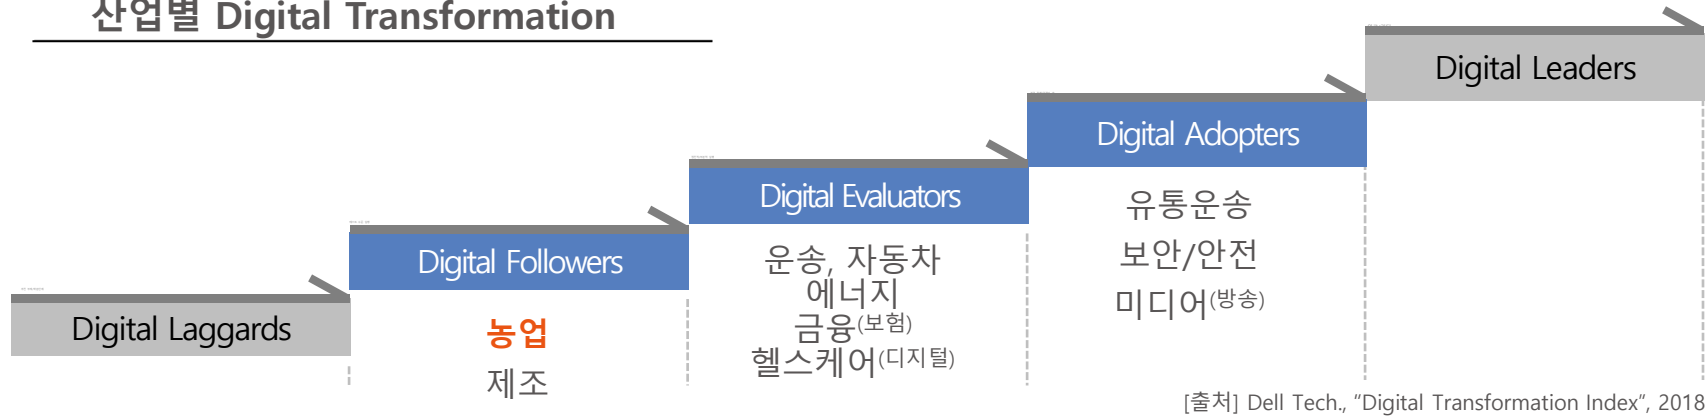 산업별 Digital Transformation
Digital Leaders
Digital Adopters
유통운송
보안/안전
미디어(방송)
Digital Evaluators
운송, 자동차
에너지
금융(보험)
헬스케어(디지털)
Digital Followers
농업
제조
Digital Laggards
[출처] Dell Tech., “Digital Transformation Index“, 2018